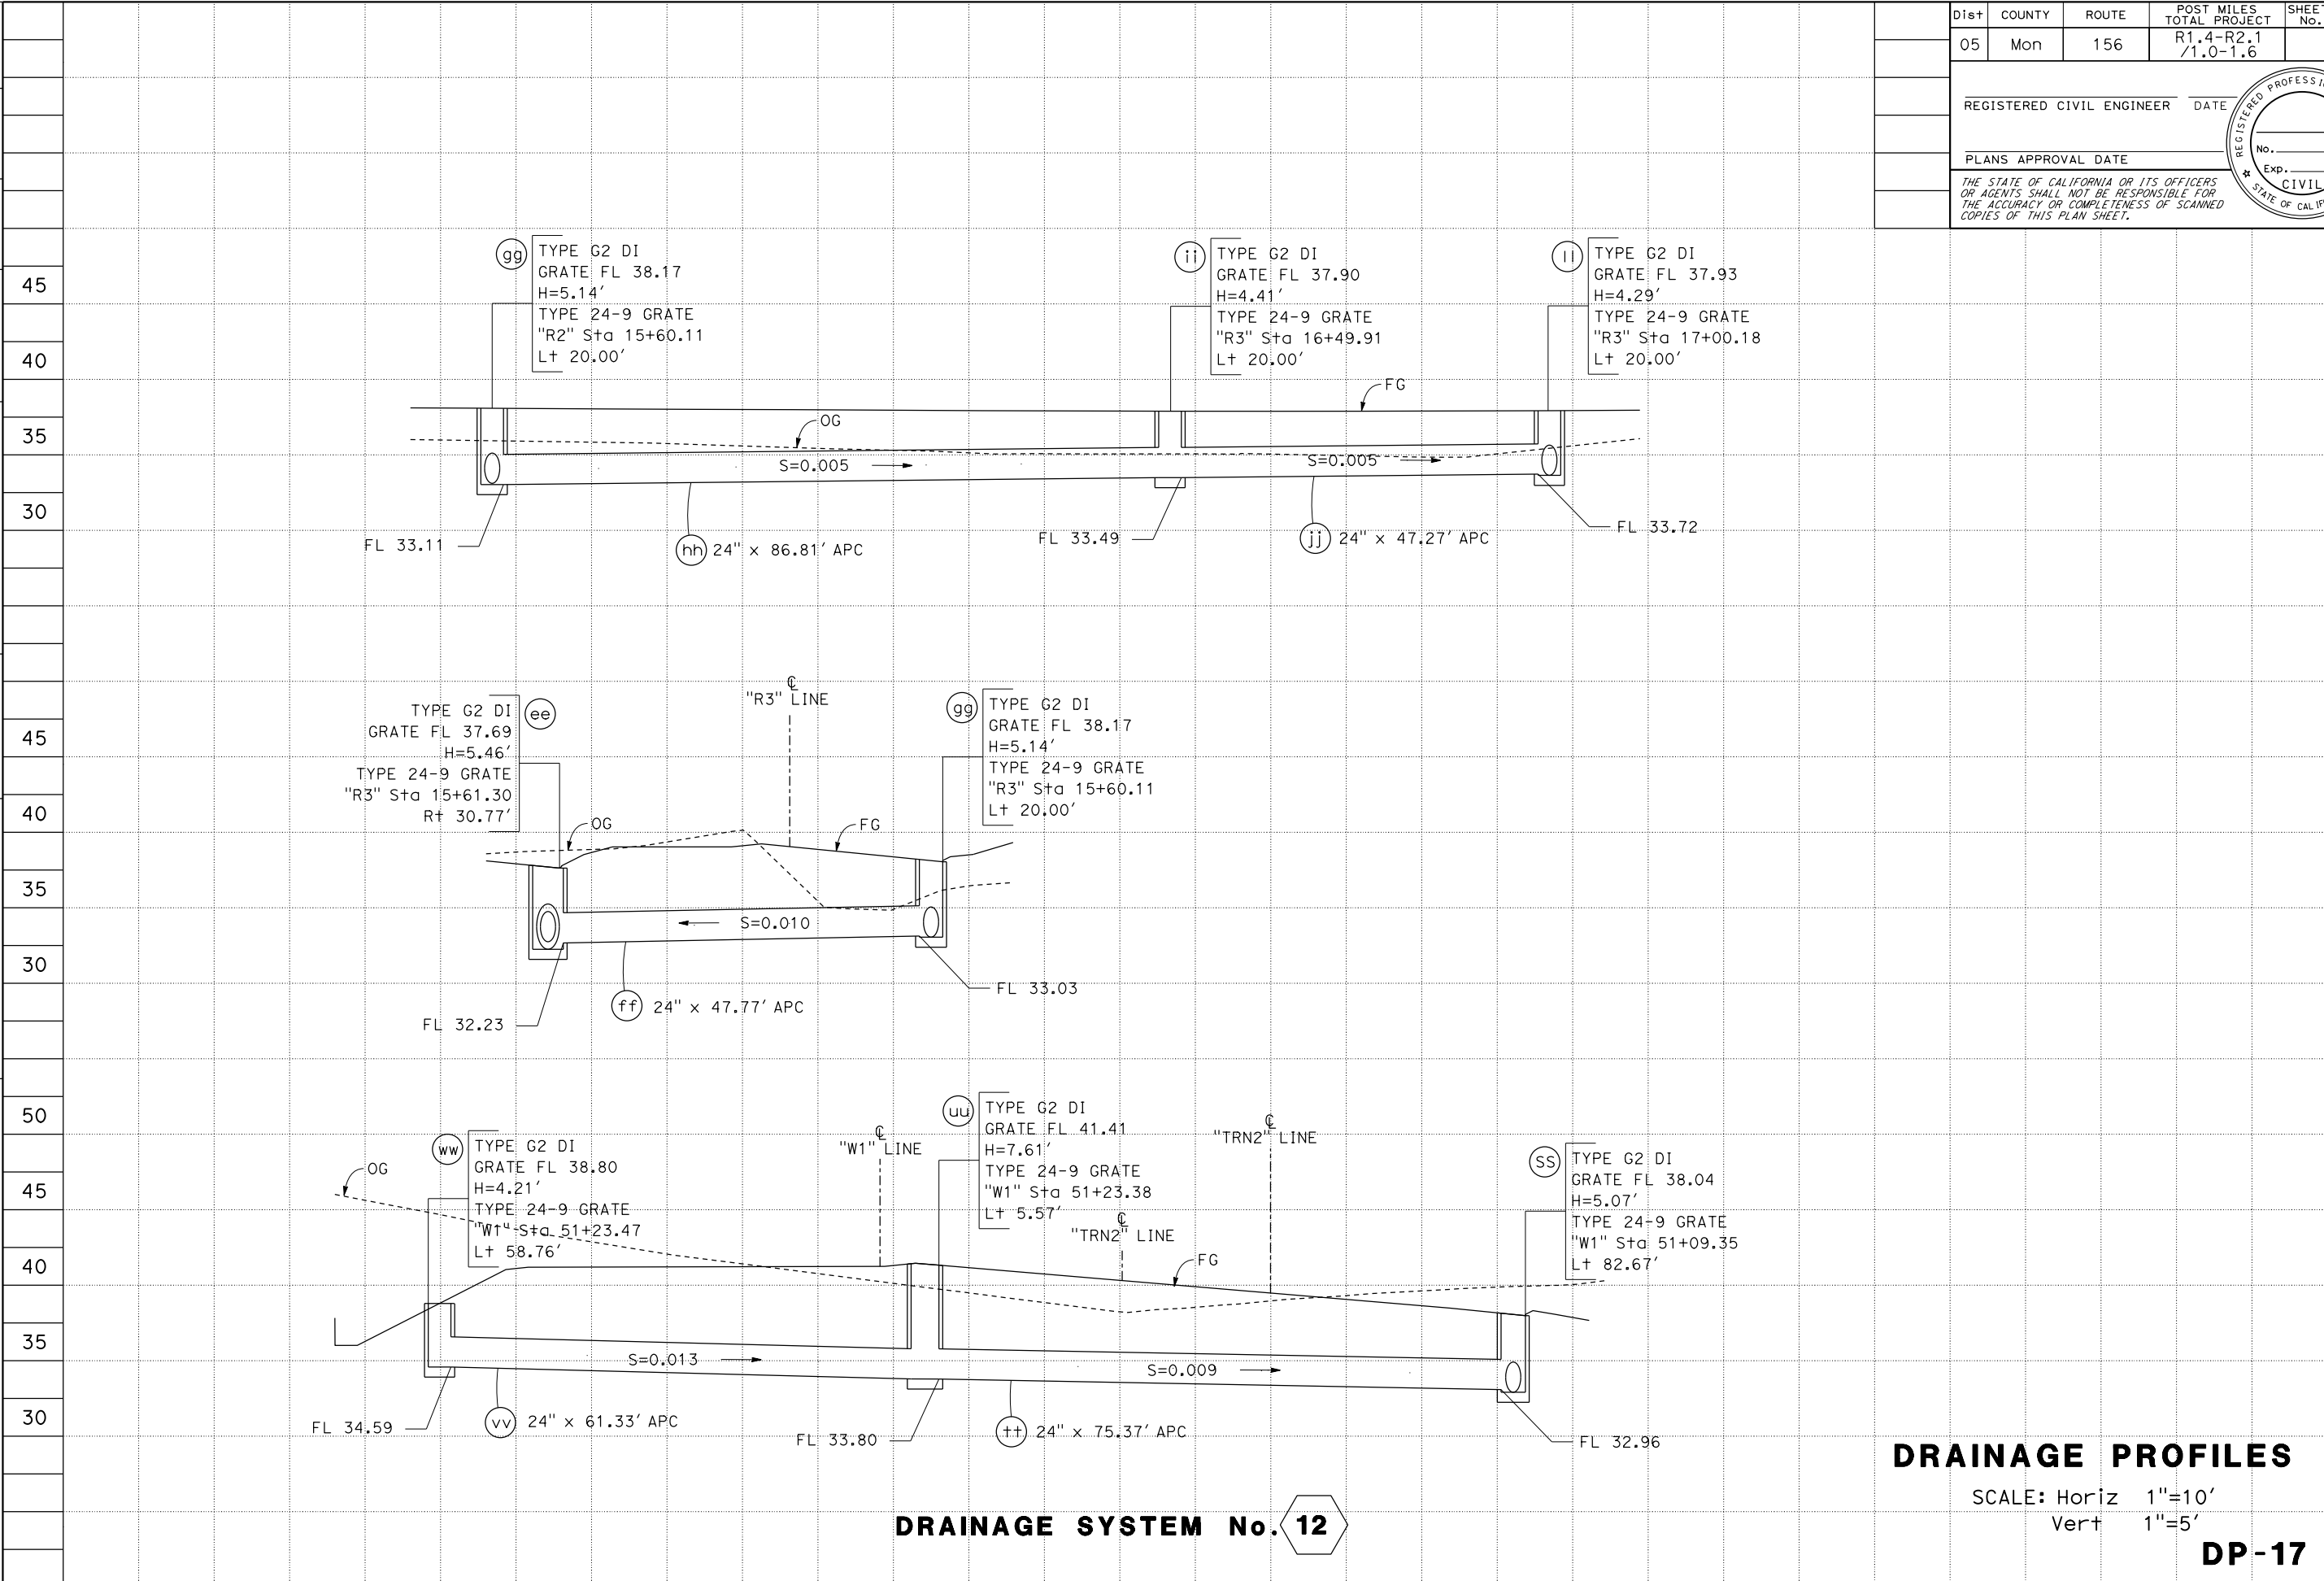 Dist COUNTY ROUTE POST MILES TOTAL PROJECT SHEET No.
05 Mon 156 R1.4-R2.1 /1.0-1.6
REGISTERED CIVIL ENGINEER DATE
PLANS APPROVAL DATE
THE STATE OF CALIFORNIA OR ITS OFFICERS
OR AGENTS SHALL NOT BE RESPONSIBLE FOR
THE ACCURACY OR COMPLETENESS OF SCANNED
COPIES OF THIS PLAN SHEET.
REGISTERED
No.
Exp.
CIVIL
STATE OF
45
40
35
30
gg
TYPE G2 DI
GRATE FL 38.17
H=5.14'
TYPE 24-9 GRATE
"R2" Sta 15+60.11
Lt 20.00'
ii
TYPE G2 DI
GRATE FL 37.90
H=4.41'
TYPE 24-9 GRATE
"R3" Sta 16+49.91
Lt 20.00'
ll
TYPE G2 DI
GRATE FL 37.93
H=4.29'
TYPE 24-9 GRATE
"R3" Sta 17+00.18
Lt 20.00'
FG
OG
S=0.005
S=0.005
FL 33.11
hh 24" x 86.81' APC
FL 33.49
jj 24" x 47.27' APC
FL 33.72
45
40
35
30
TYPE G2 DI
GRATE FL 37.69
H=5.46'
TYPE 24-9 GRATE
"R3" Sta 15+61.30
Rt 30.77'
ee
℄
"R3" LINE
gg
TYPE G2 DI
GRATE FL 38.17
H=5.14'
TYPE 24-9 GRATE
"R3" Sta 15+60.11
Lt 20.00'
OG
FG
S=0.010
FL 32.23
ff 24" x 47.77' APC
FL 33.03
50
45
40
35
30
OG
ww
TYPE G2 DI
GRATE FL 38.80
H=4.21'
TYPE 24-9 GRATE
"W1" Sta 51+23.47
Lt 58.76'
℄
"W1" LINE
uu
TYPE G2 DI
GRATE FL 41.41
H=7.61'
TYPE 24-9 GRATE
"W1" Sta 51+23.38
Lt 5.57'
℄
"TRN2" LINE
℄
"TRN2" LINE
FG
SS
TYPE G2 DI
GRATE FL 38.04
H=5.07'
TYPE 24-9 GRATE
"W1" Sta 51+09.35
Lt 82.67'
S=0.013
S=0.009
FL 34.59
vv 24" x 61.33' APC
FL 33.80
tt 24" x 75.37' APC
FL 32.96
DRAINAGE SYSTEM No. 12
DRAINAGE PROFILES
SCALE: Horiz 1"=10'
Vert 1"=5'
DP-17